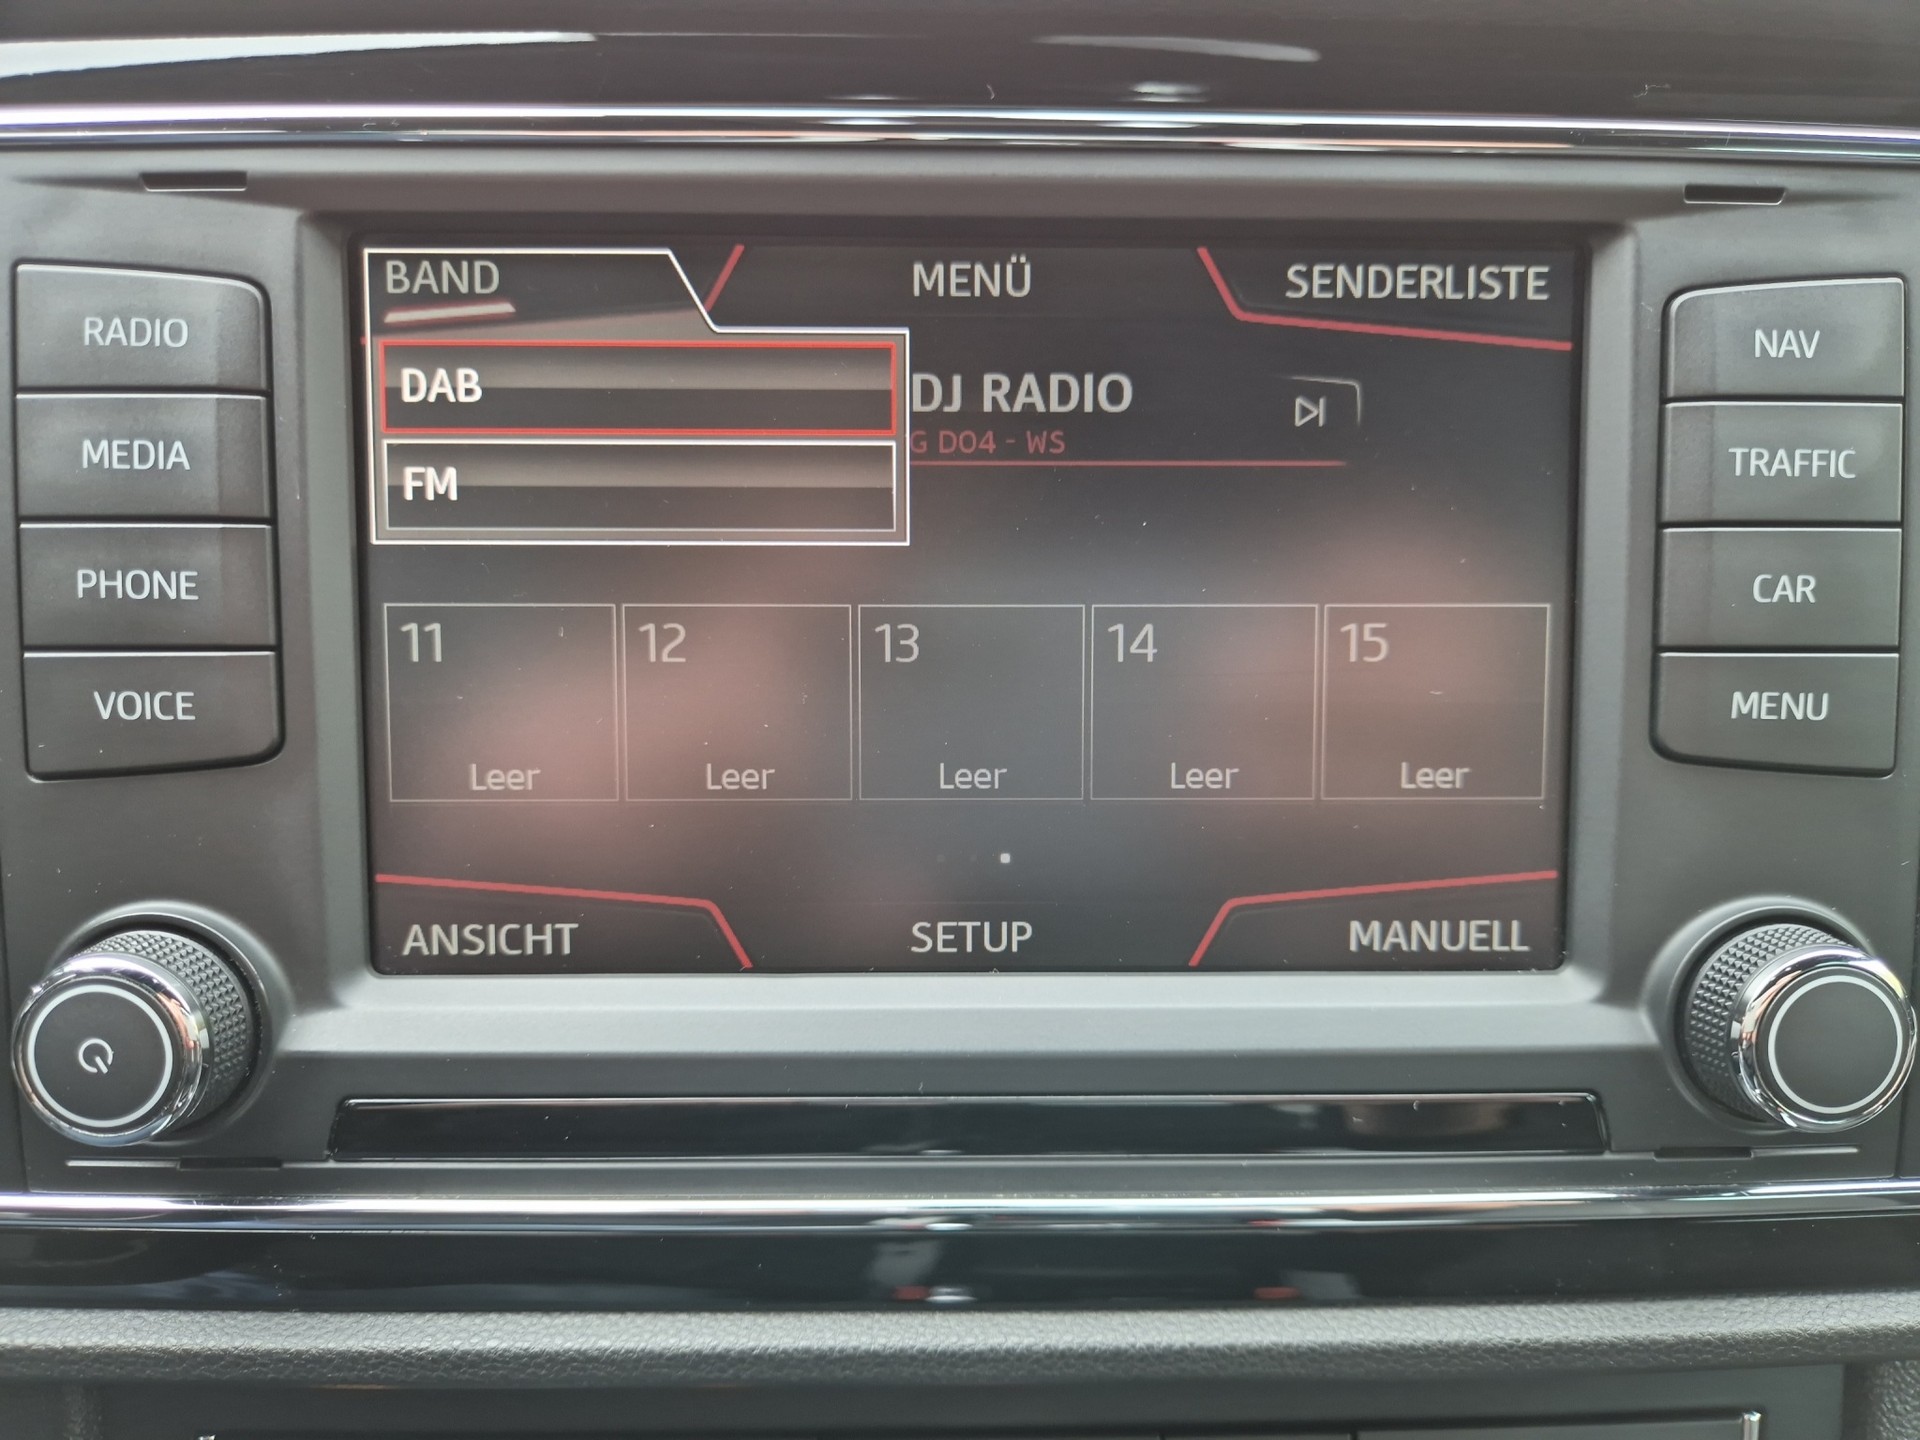 BAND
MENÜ
SENDERLISTE
DAB
FM
DJ RADIO
G D04 - WS
11
12
13
14
15
Leer
Leer
Leer
Leer
Leer
ANSICHT
SETUP
MANUELL
RADIO
MEDIA
PHONE
VOICE
NAV
TRAFFIC
CAR
MENU